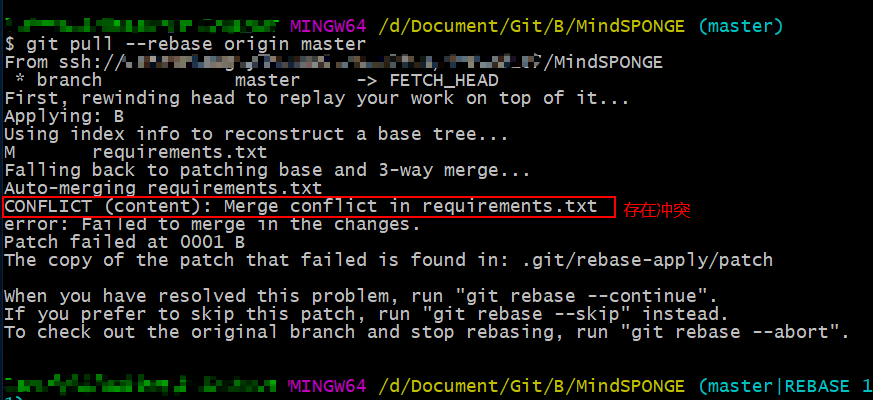 MINGW64 /d/Document/Git/B/MindSPONGE (master)
$ git pull --rebase origin master
From ssh://
/MindSPONGE
 * branch            master     -> FETCH_HEAD
First, rewinding head to replay your work on top of it...
Applying: B
Using index info to reconstruct a base tree...
M       requirements.txt
Falling back to patching base and 3-way merge...
Auto-merging requirements.txt
CONFLICT (content): Merge conflict in requirements.txt 存在冲突
error: Failed to merge in the changes.
Patch failed at 0001 B
The copy of the patch that failed is found in: .git/rebase-apply/patch
When you have resolved this problem, run "git rebase --continue".
If you prefer to skip this patch, run "git rebase --skip" instead.
To check out the original branch and stop rebasing, run "git rebase --abort".
MINGW64 /d/Document/Git/B/MindSPONGE (master|REBASE 1